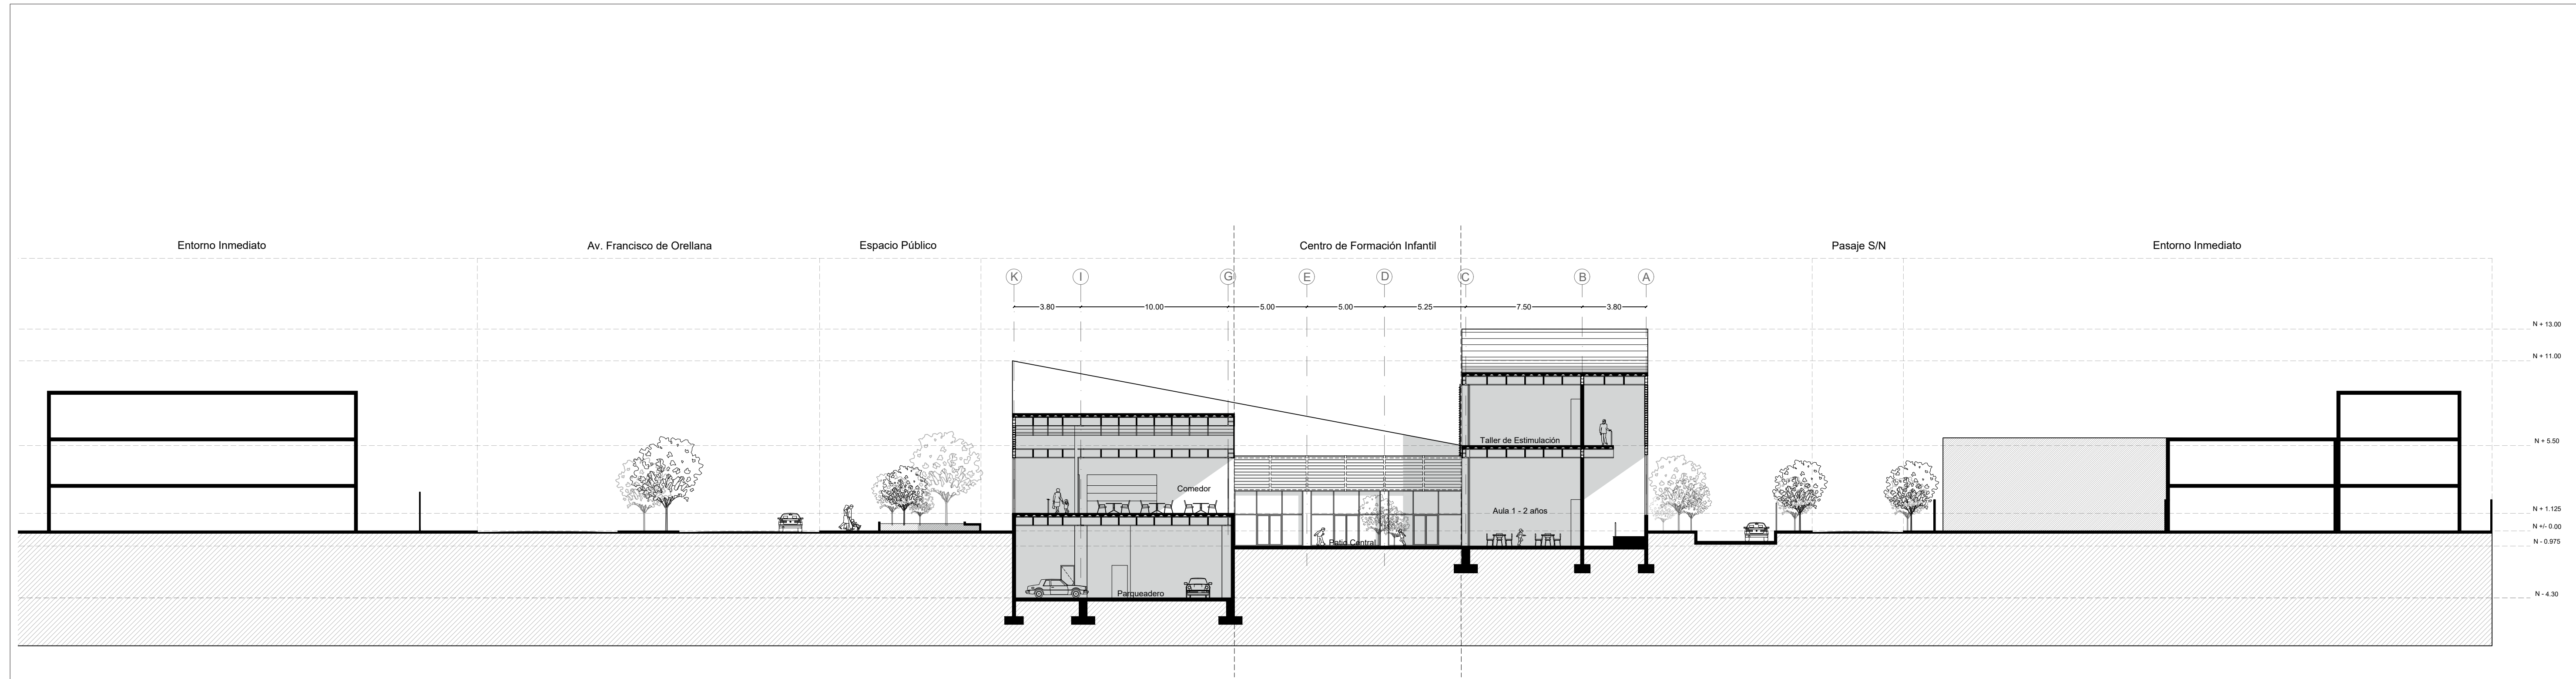 Entorno Inmediato
Av. Francisco de Orellana
Espacio Público
Centro de Formación Infantil
Pasaje S/N
Entorno Inmediato
K
I
G
E
D
C
B
A
3.80
10.00
5.00
5.00
5.25
7.50
3.80
N + 13.00
N + 11.00
Taller de Estimulación
N + 5.50
Comedor
Aula 1 - 2 años
N + 1.125
N +/- 0.00
Patio Central
N - 0.975
Parqueadero
N - 4.30